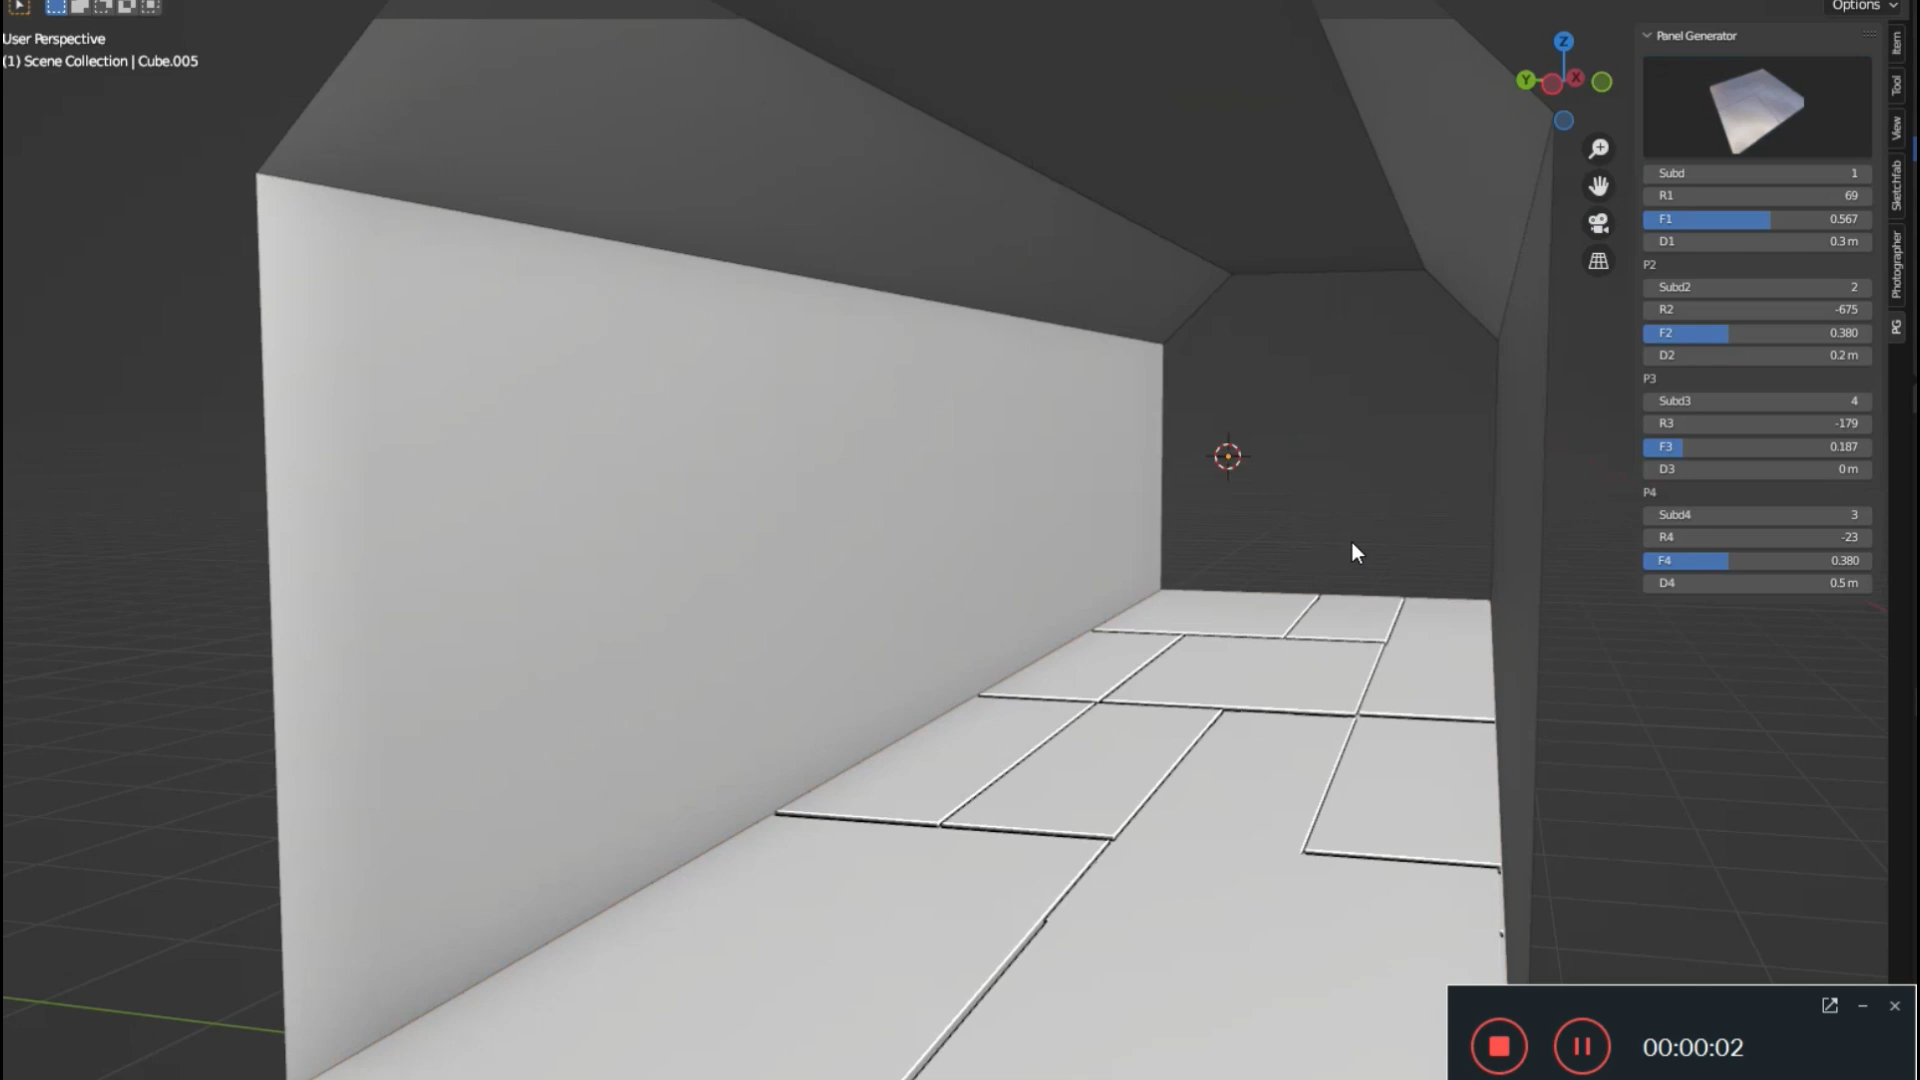 Options
User Perspective
(1) Scene Collection | Cube.005
Z
Y
X
Panel Generator
Subd 1
R1 69
F1 0.567
D1 0.3 m
P2
Subd2 2
R2 -675
F2 0.380
D2 0.2 m
P3
Subd3 4
R3 -179
F3 0.187
D3 0 m
P4
Subd4 3
R4 -23
F4 0.380
D4 0.5 m
Item
Tool
View
Sketchfab
Photographer
PG
00:00:02